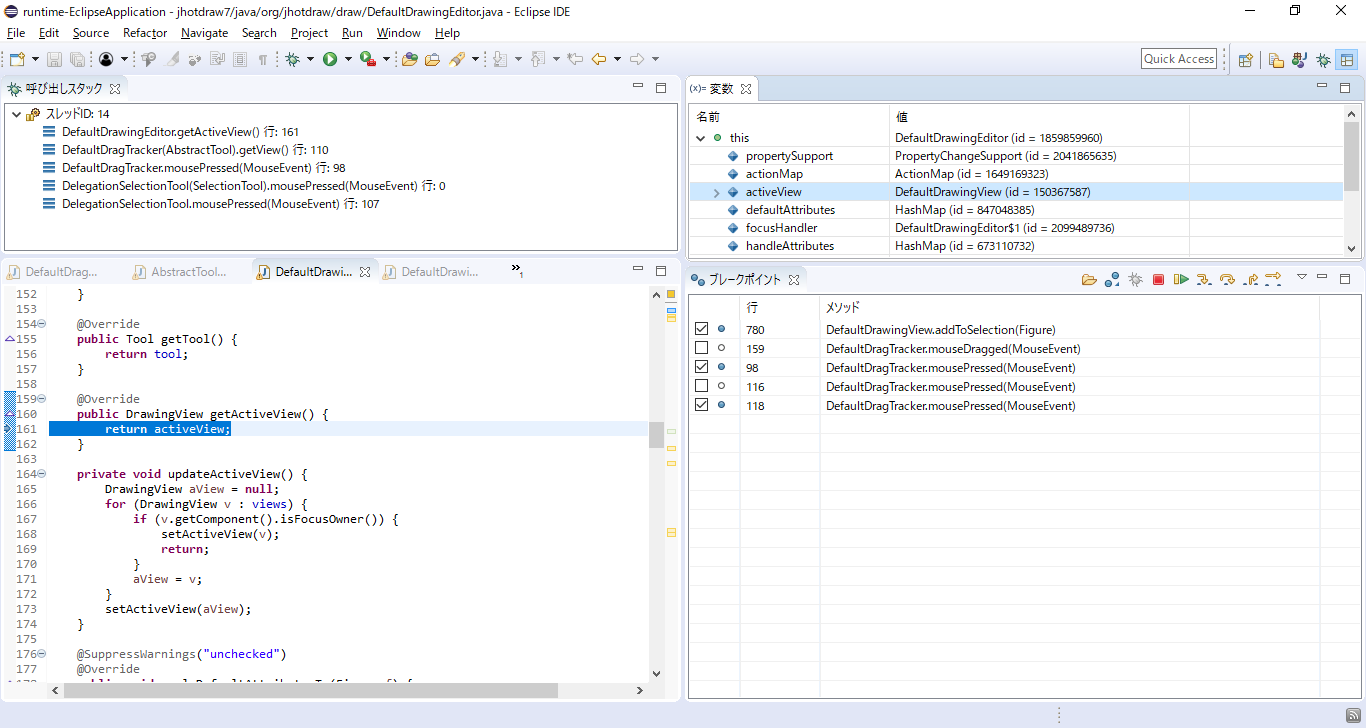 runtime-EclipseApplication - jhotdraw7/java/org/jhotdraw/draw/DefaultDrawingEditor.java - Eclipse IDE
File Edit Source Refactor Navigate Search Project Run Window Help
Quick Access
呼び出しスタック
スレッドID: 14
DefaultDrawingEditor.getActiveView() 行: 161
DefaultDragTracker(AbstractTool).getView() 行: 110
DefaultDragTracker.mousePressed(MouseEvent) 行: 98
DelegationSelectionTool(SelectionTool).mousePressed(MouseEvent) 行: 0
DelegationSelectionTool.mousePressed(MouseEvent) 行: 107
(x)= 変数
名前 値
this DefaultDrawingEditor (id = 1859859960)
propertySupport PropertyChangeSupport (id = 2041865635)
actionMap ActionMap (id = 1649169323)
activeView DefaultDrawingView (id = 150367587)
defaultAttributes HashMap (id = 847048385)
focusHandler DefaultDrawingEditor$1 (id = 2099489736)
handleAttributes HashMap (id = 673110732)
DefaultDrag... AbstractTool... DefaultDrawi... DefaultDrawi... »1
152 }
153
154 @Override
155 public Tool getTool() {
156 return tool;
157 }
158
159 @Override
160 public DrawingView getActiveView() {
161 return activeView;
162 }
163
164 private void updateActiveView() {
165 DrawingView aView = null;
166 for (DrawingView v : views) {
167 if (v.getComponent().isFocusOwner()) {
168 setActiveView(v);
169 return;
170 }
171 aView = v;
172 }
173 setActiveView(aView);
174 }
175
176 @SuppressWarnings("unchecked")
177 @Override
ブレークポイント
行 メソッド
780 DefaultDrawingView.addToSelection(Figure)
159 DefaultDragTracker.mouseDragged(MouseEvent)
98 DefaultDragTracker.mousePressed(MouseEvent)
116 DefaultDragTracker.mousePressed(MouseEvent)
118 DefaultDragTracker.mousePressed(MouseEvent)